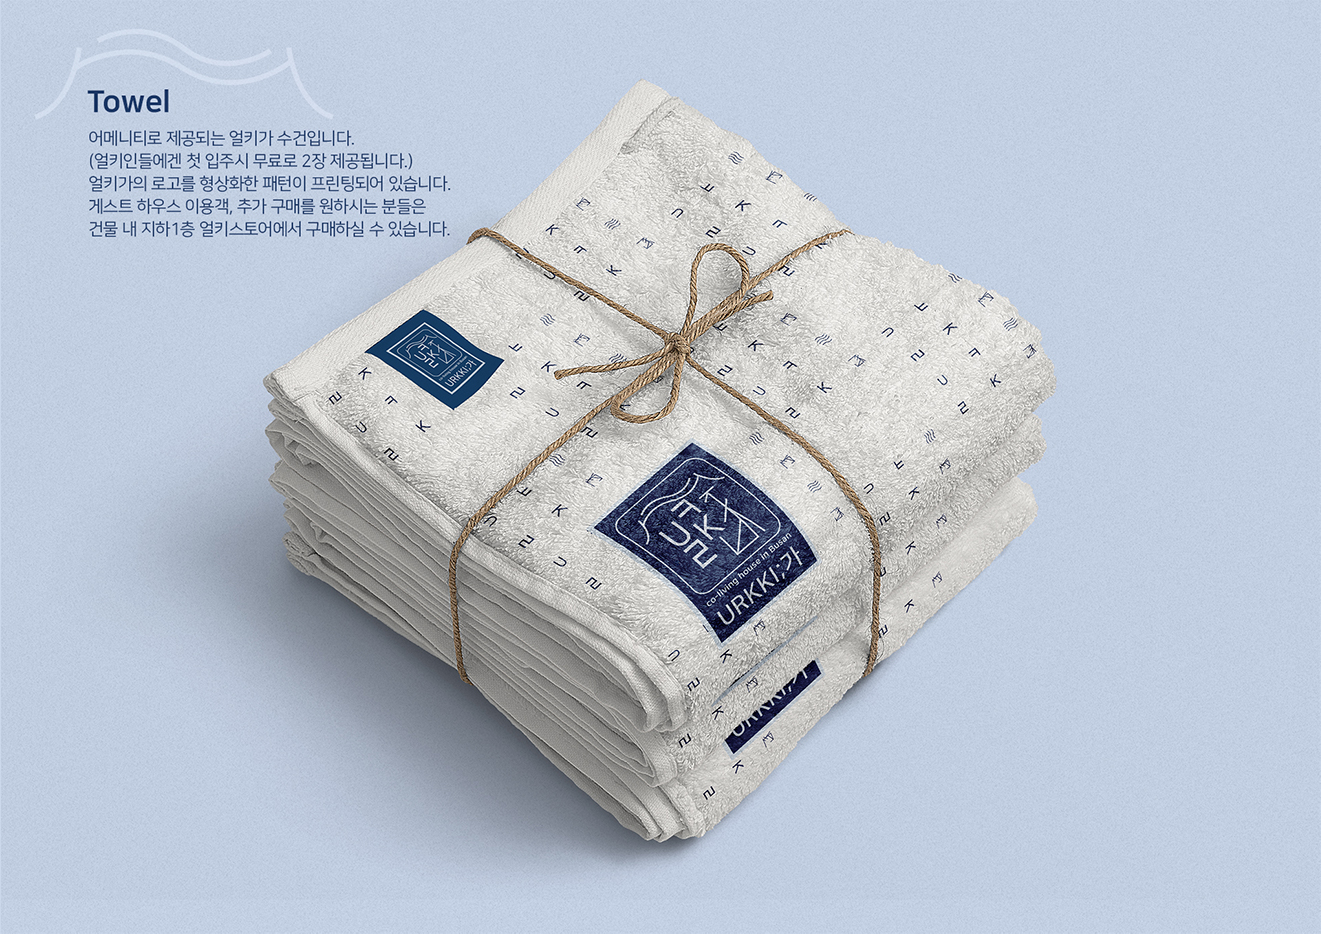 Towel
어메니티로 제공되는 얼키가 수건입니다.
(얼키인들에겐 첫 입주시 무료로 2장 제공됩니다.)
얼키가의 로고를 형상화한 패턴이 프린팅되어 있습니다.
게스트 하우스 이용객, 추가 구매를 원하시는 분들은
건물 내 지하1층 얼키스토어에서 구매하실 수 있습니다.
URKKI;가
co-living house in Busan
URKKI;가
URKKI;가